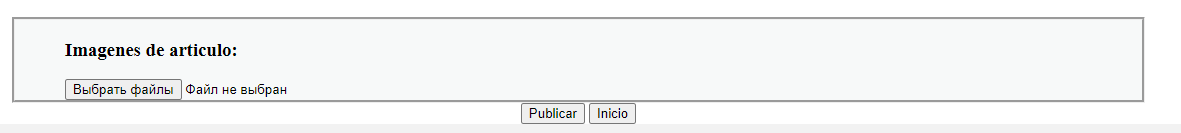 Imagenes de articulo:
Выбрать файлы Файл не выбран
Publicar Inicio